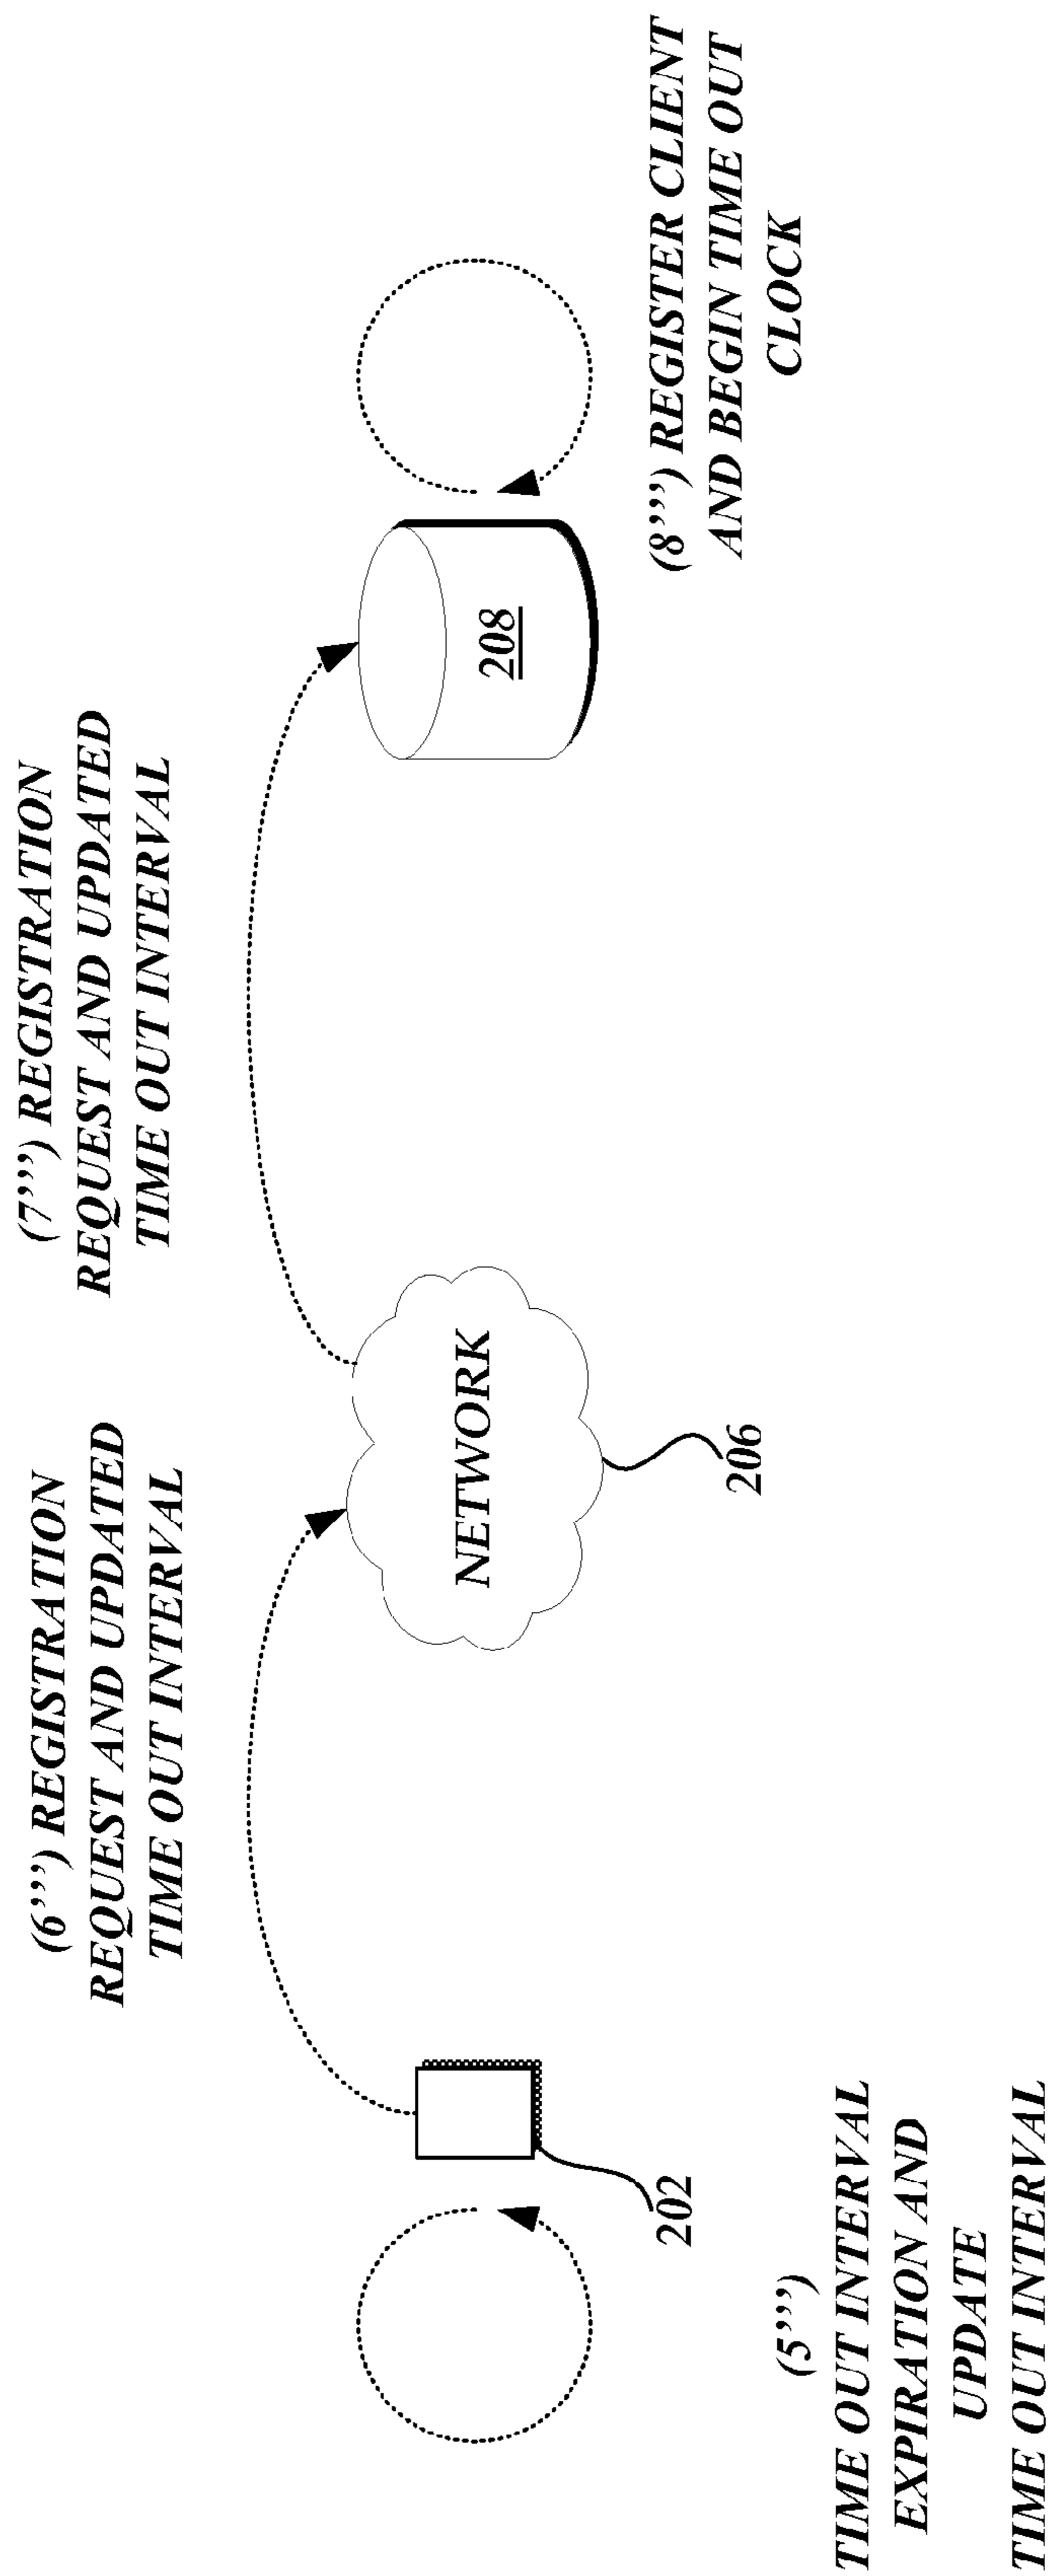 (6’’’) REGISTRATION
REQUEST AND UPDATED
TIME OUT INTERVAL
(7’’’) REGISTRATION
REQUEST AND UPDATED
TIME OUT INTERVAL
NETWORK
208
202
206
(5’’’)
TIME OUT INTERVAL
EXPIRATION AND
UPDATE
TIME OUT INTERVAL
(8’’’) REGISTER CLIENT
AND BEGIN TIME OUT
CLOCK